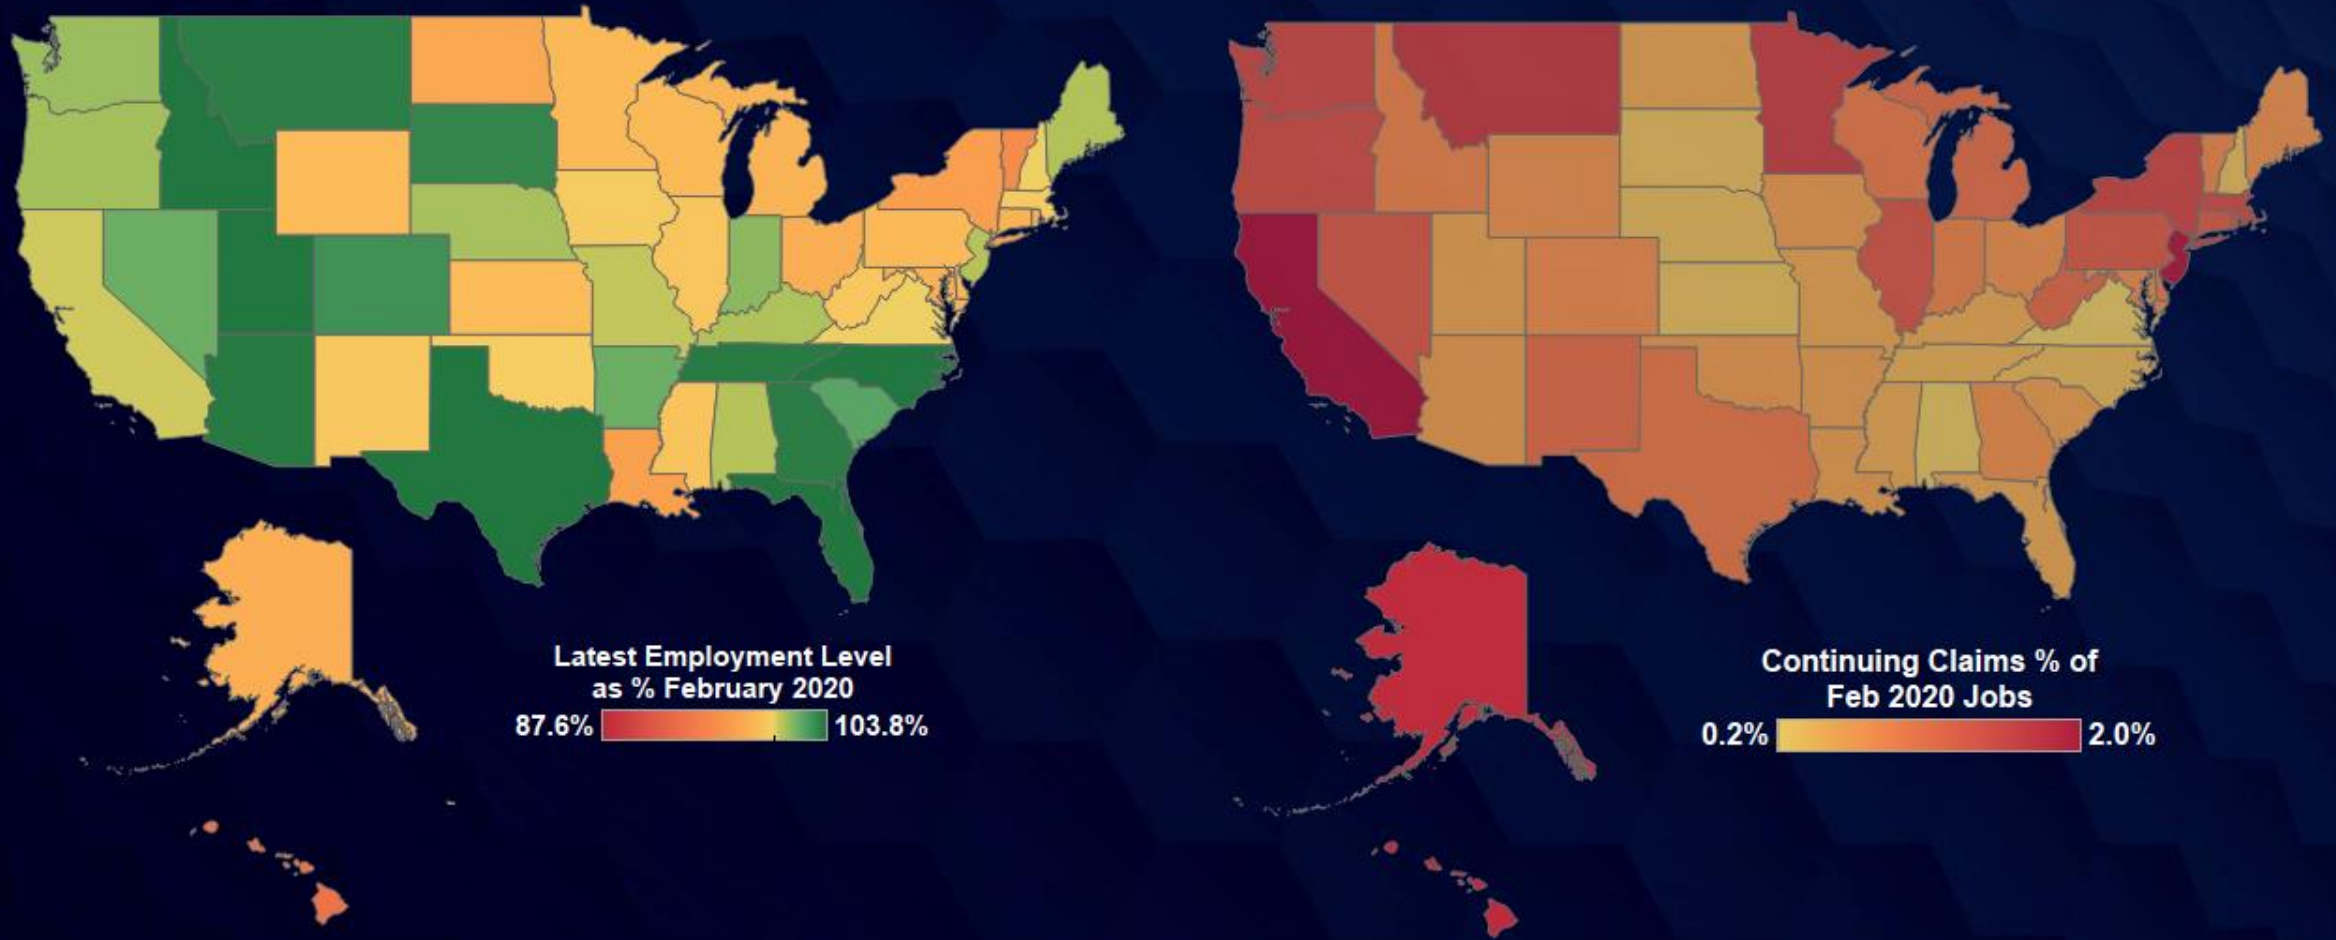 Latest Employment Level
as % February 2020
87.6% 103.8%
Continuing Claims % of
Feb 2020 Jobs
0.2% 2.0%